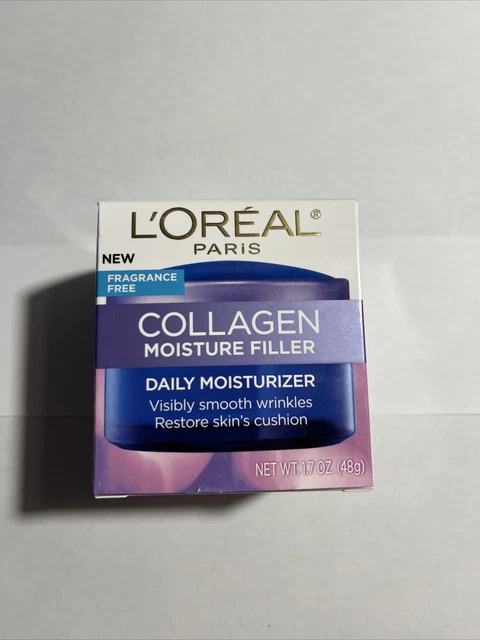 L'ORÉAL®
PARIS
NEW
FRAGRANCE
FREE
COLLAGEN
MOISTURE FILLER
DAILY MOISTURIZER
Visibly smooth wrinkles
Restore skin's cushion
NET WT. 1.7 OZ. (48g)